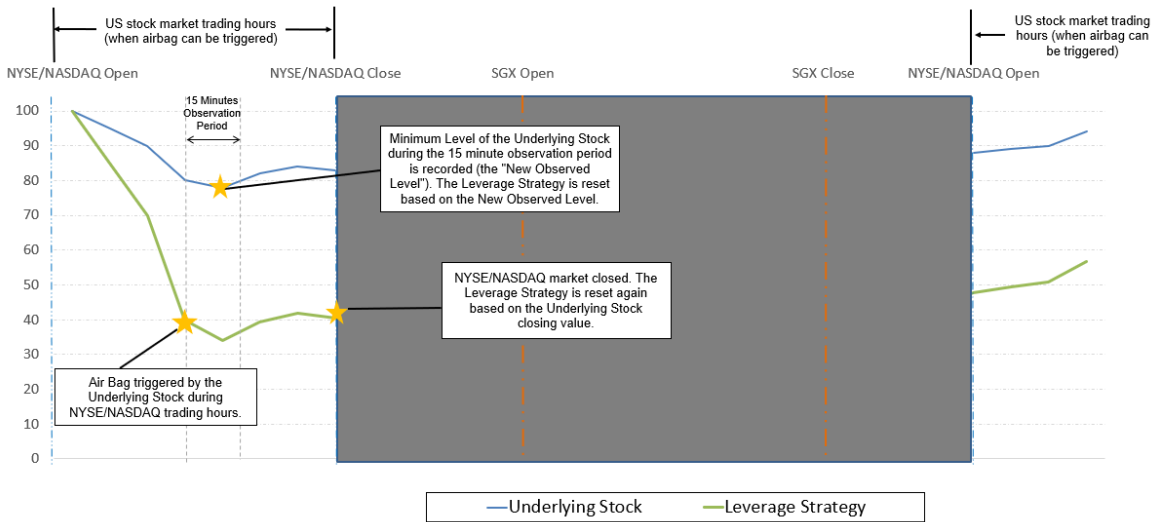 US stock market trading hours
(when airbag can be triggered)
US stock market trading
hours (when airbag can
be triggered)
NYSE/NASDAQ Open
NYSE/NASDAQ Close
SGX Open
SGX Close
NYSE/NASDAQ Open
15 Minutes
Observation
Period
100
90
80
70
60
50
40
30
20
10
0
Minimum Level of the Underlying Stock
during the 15 minute observation period
is recorded (the "New Observed
Level"). The Leverage Strategy is reset
based on the New Observed Level.
NYSE/NASDAQ market closed. The
Leverage Strategy is reset again
based on the Underlying Stock
closing value.
Air Bag triggered by the
Underlying Stock during
NYSE/NASDAQ trading hours.
Underlying Stock
Leverage Strategy